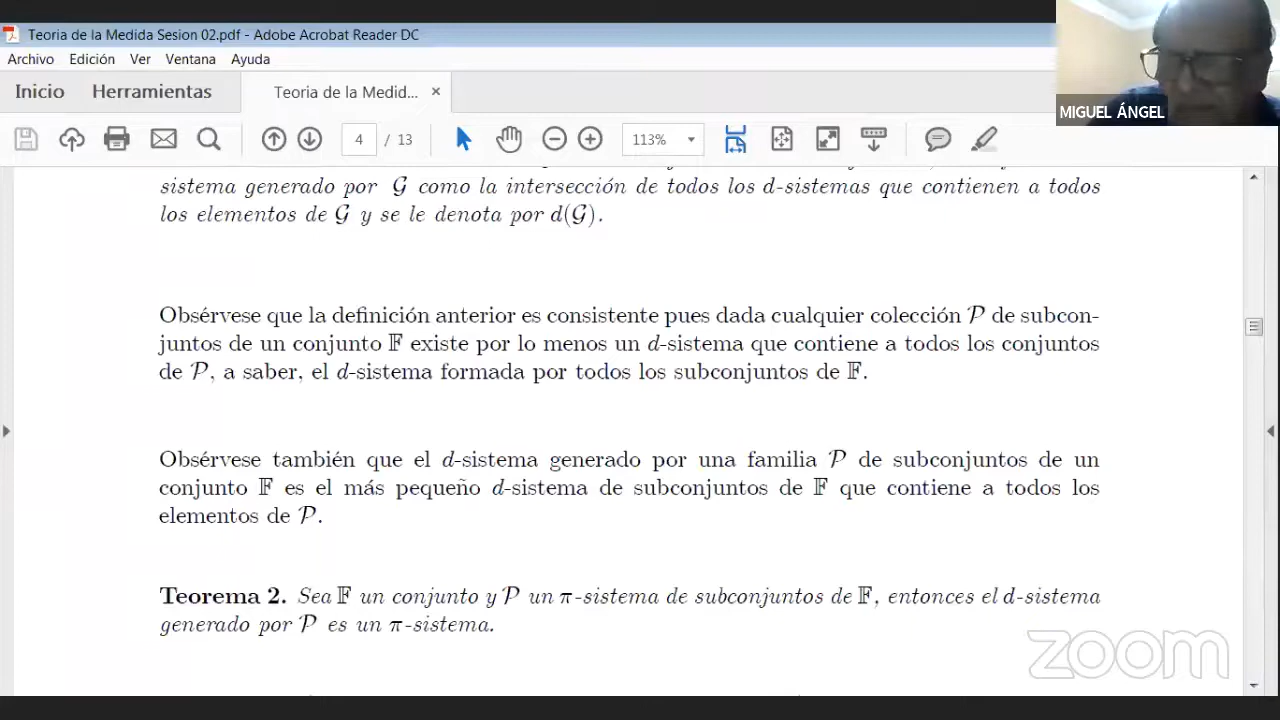 Teoria de la Medida Sesion 02.pdf - Adobe Acrobat Reader DC
Archivo Edición Ver Ventana Ayuda
Inicio Herramientas Teoria de la Medid... ×
4 / 13 113%
MIGUEL ÁNGEL
sistema generado por 𝒢 como la intersección de todos los d-sistemas que contienen a todos
los elementos de 𝒢 y se le denota por d(𝒢).
Obsérvese que la definición anterior es consistente pues dada cualquier colección 𝒫 de subcon-
juntos de un conjunto 𝔽 existe por lo menos un d-sistema que contiene a todos los conjuntos
de 𝒫, a saber, el d-sistema formada por todos los subconjuntos de 𝔽.
Obsérvese también que el d-sistema generado por una familia 𝒫 de subconjuntos de un
conjunto 𝔽 es el más pequeño d-sistema de subconjuntos de 𝔽 que contiene a todos los
elementos de 𝒫.
Teorema 2. Sea 𝔽 un conjunto y 𝒫 un π-sistema de subconjuntos de 𝔽, entonces el d-sistema
generado por 𝒫 es un π-sistema.
zoom